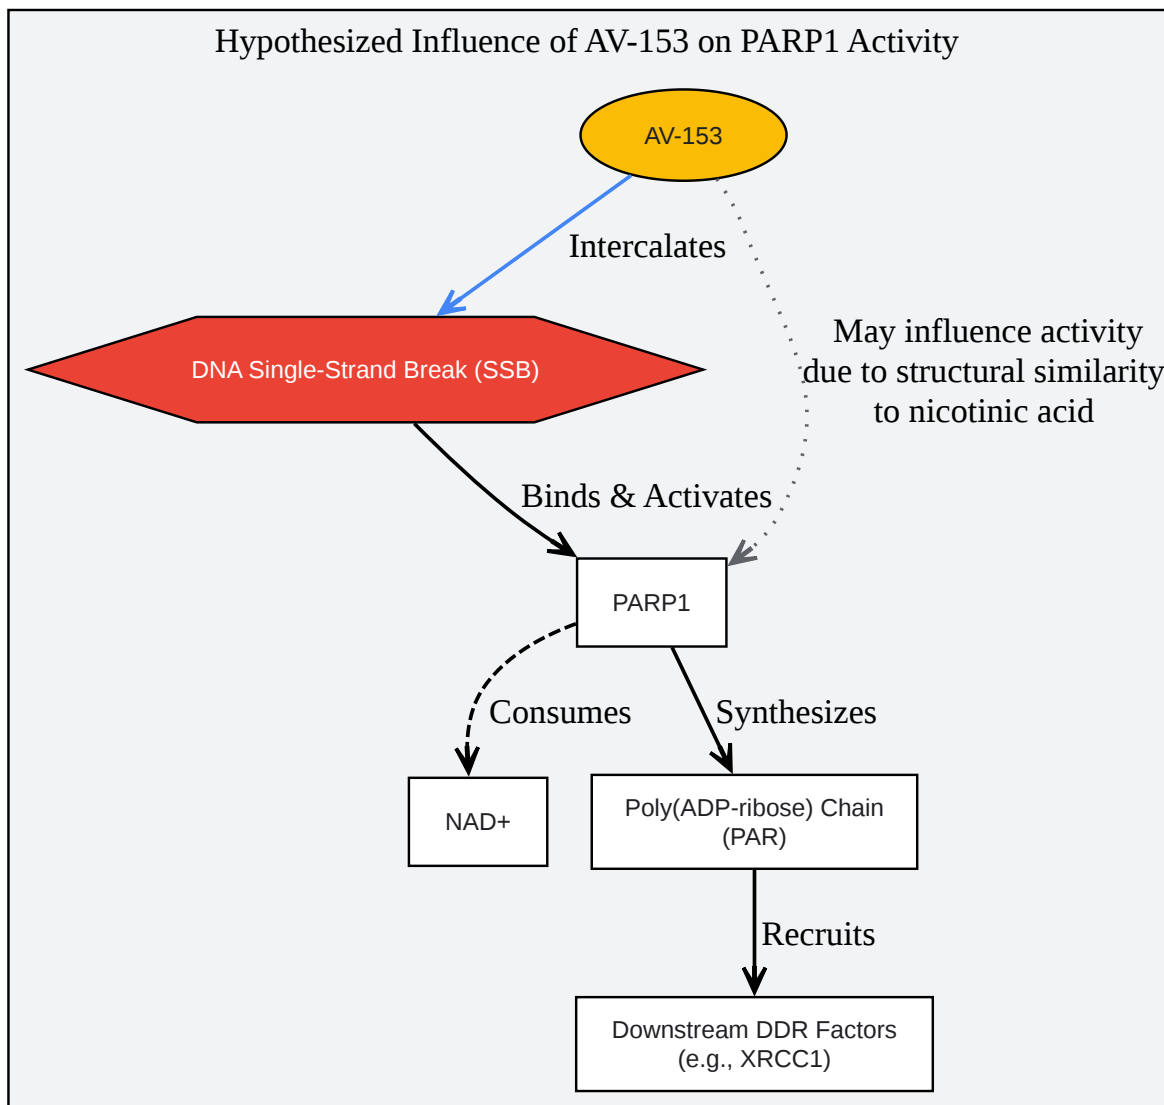 Hypothesized Influence of AV-153 on PARP1 Activity
AV-153
Intercalates
May influence activity
due to structural similarity
to nicotinic acid
DNA Single-Strand Break (SSB)
Binds & Activates
PARP1
Consumes
Synthesizes
NAD+
Poly(ADP-ribose) Chain
(PAR)
Recruits
Downstream DDR Factors
(e.g., XRCC1)